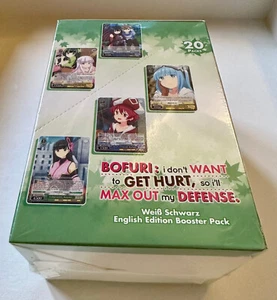 20
Packs
BOFURI: i don't WANT
to GET HURT, so i'll
MAX OUT my DEFENSE.
Weiß Schwarz
English Edition Booster Pack